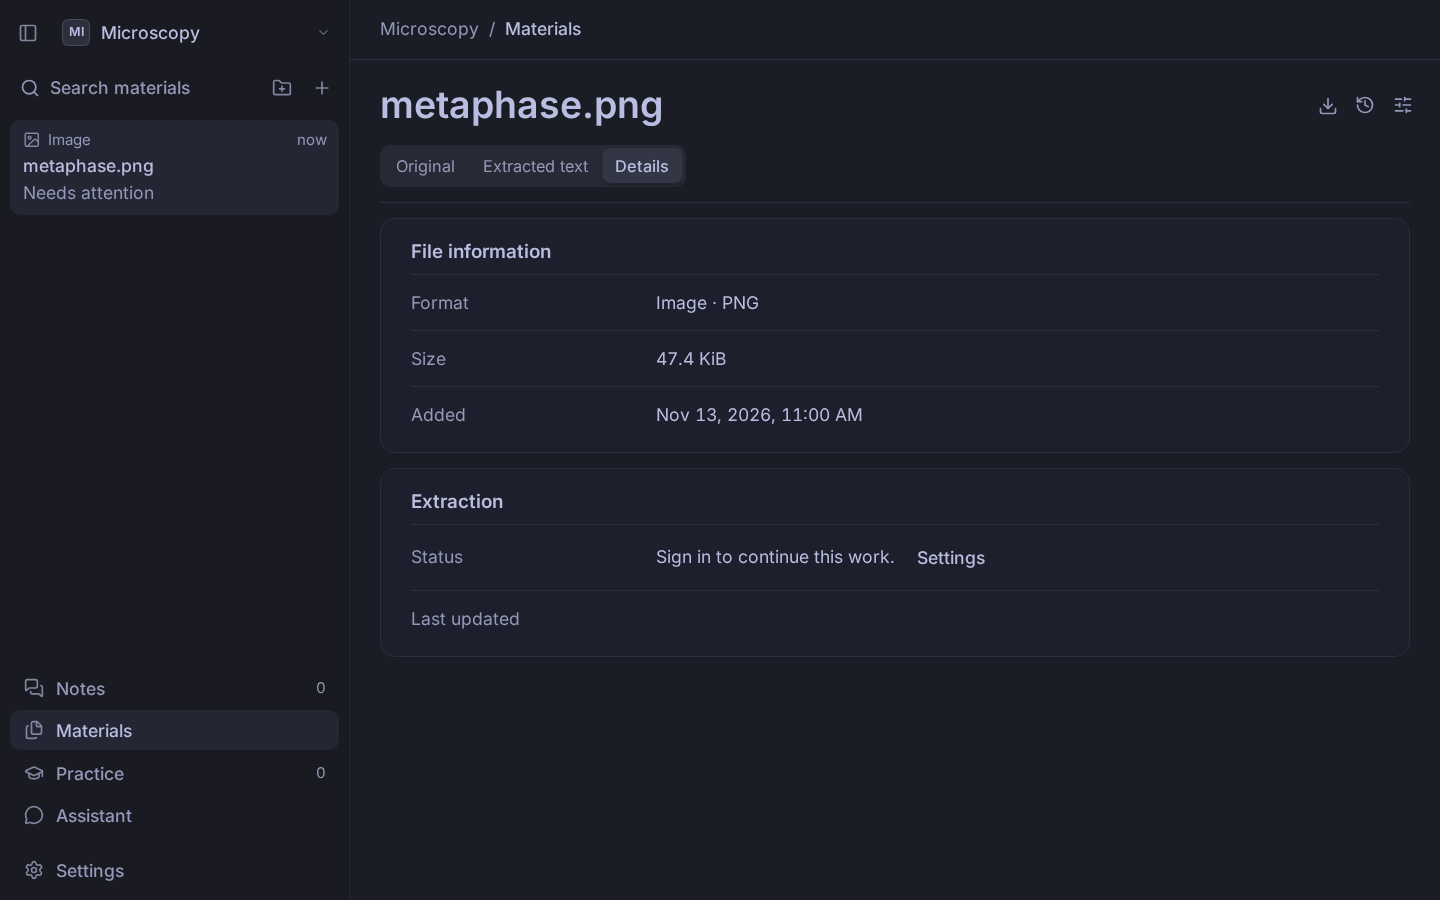 MI Microscopy
Search materials
Image now
metaphase.png
Needs attention
Notes 0
Materials
Practice 0
Assistant
Settings
Microscopy / Materials
metaphase.png
Original Extracted text Details
File information
Format Image · PNG
Size 47.4 KiB
Added Nov 13, 2026, 11:00 AM
Extraction
Status Sign in to continue this work. Settings
Last updated